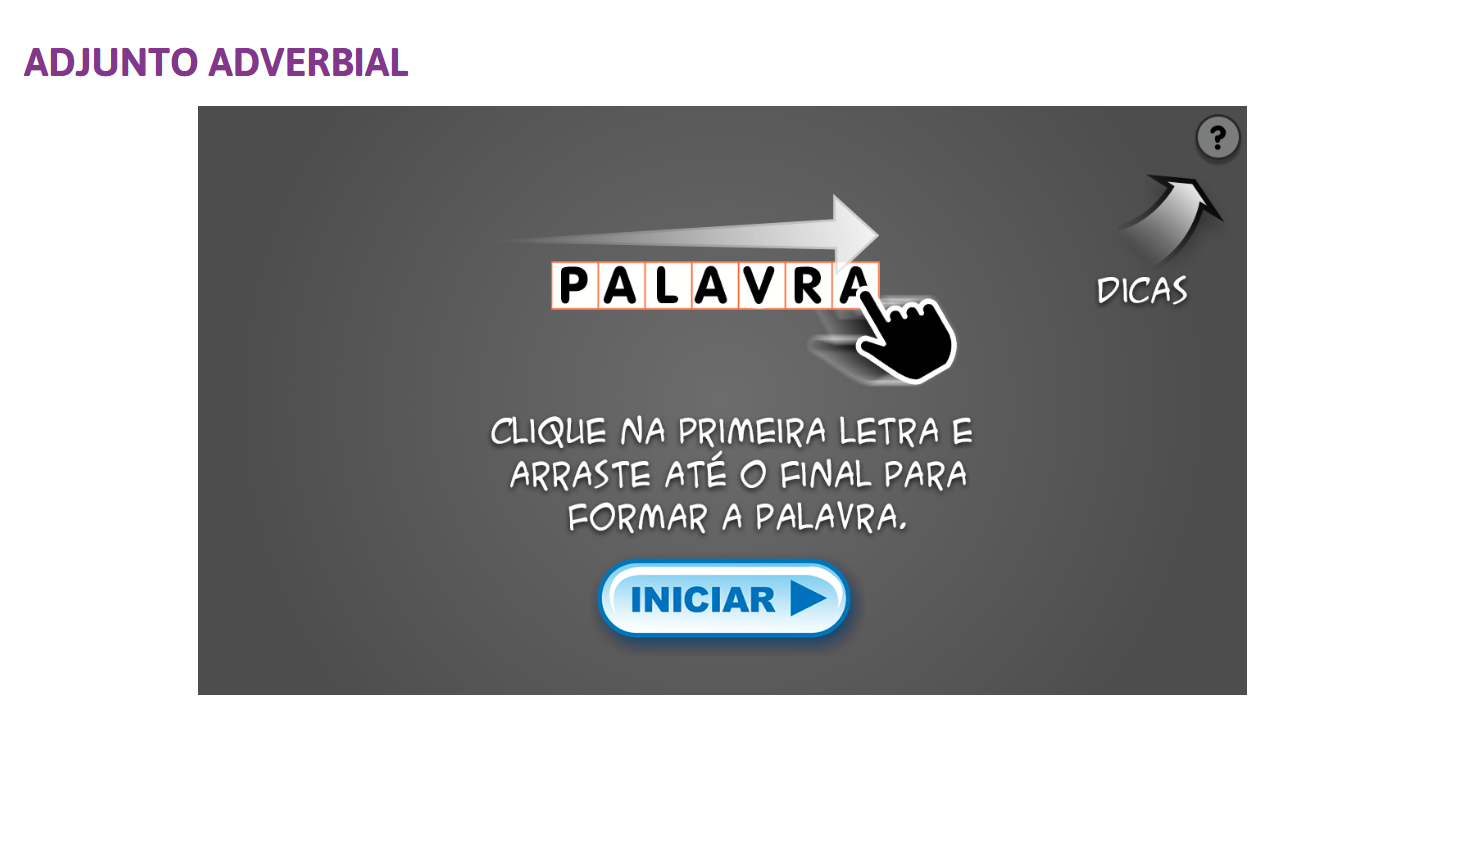 ADJUNTO ADVERBIAL
?
PALAVRA
DICAS
CLIQUE NA PRIMEIRA LETRA E
ARRASTE ATÉ O FINAL PARA
FORMAR A PALAVRA.
INICIAR